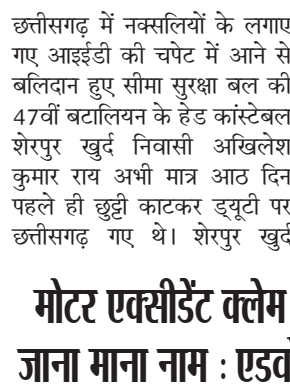 छत्तीसगढ़ में नक्सलियों के लगाए
गए आइईडी की चपेट में आने से
बलिदान हुए सीमा सुरक्षा बल की
47वीं बटालियन के हेड कांस्टेबल
शेरपुर खुर्द निवासी अखिलेश
कुमार राय अभी मात्र आठ दिन
पहले ही छुट्टी काटकर ड्यूटी पर
छत्तीसगढ़ गए थे। शेरपुर खुर्द
मोटर एक्सीडेंट क्लेम
जाना माना नाम :